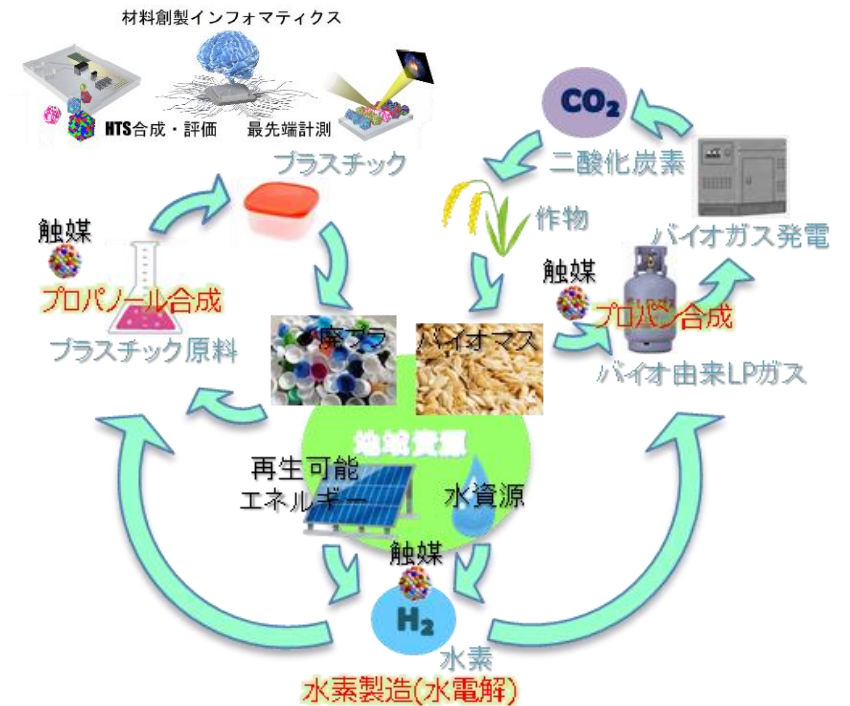 材料創製インフォマティクス
HTS合成・評価
最先端計測
プラスチック
CO₂
二酸化炭素
作物
バイオガス発電
触媒
プロパノール合成
プラスチック原料
触媒
プロパン合成
バイオ由来LPガス
廃プラ
バイオマス
地域資源
再生可能
エネルギー
水資源
触媒
H₂
水素
水素製造(水電解)